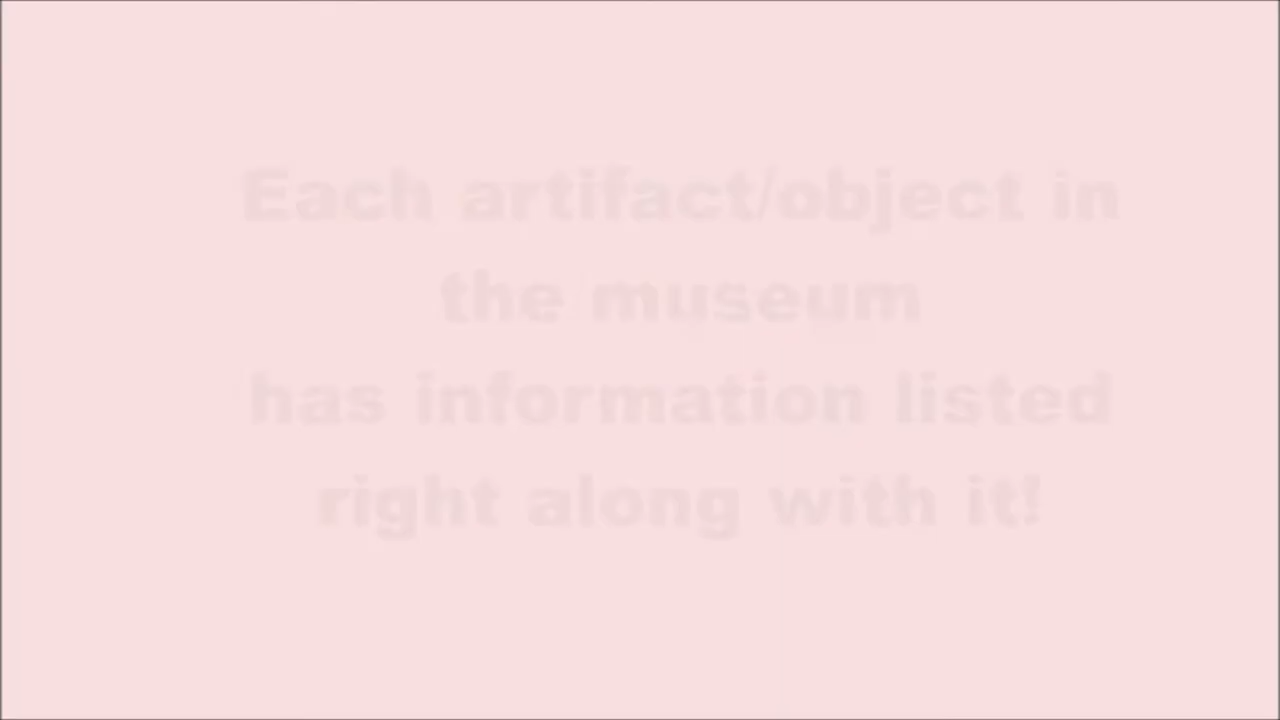 Each artifact/object in
the museum
has information listed
right along with it!